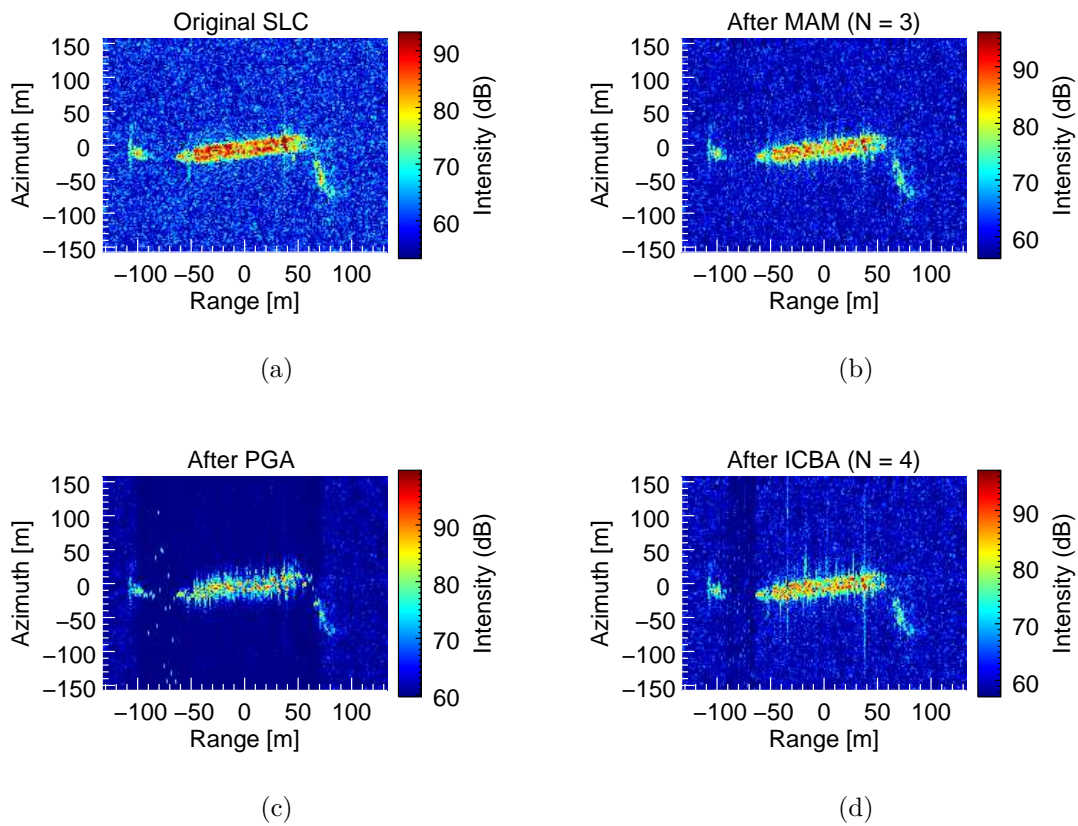 Original SLC
150
100
50
0
−50
−100
−150
Azimuth [m]
−100 −50 0 50 100
Range [m]
90
80
70
60
Intensity (dB)
(a)
After MAM (N = 3)
150
100
50
0
−50
−100
−150
Azimuth [m]
−100 −50 0 50 100
Range [m]
90
80
70
60
Intensity (dB)
(b)
After PGA
150
100
50
0
−50
−100
−150
Azimuth [m]
−100 −50 0 50 100
Range [m]
90
80
70
60
Intensity (dB)
(c)
After ICBA (N = 4)
150
100
50
0
−50
−100
−150
Azimuth [m]
−100 −50 0 50 100
Range [m]
90
80
70
60
Intensity (dB)
(d)